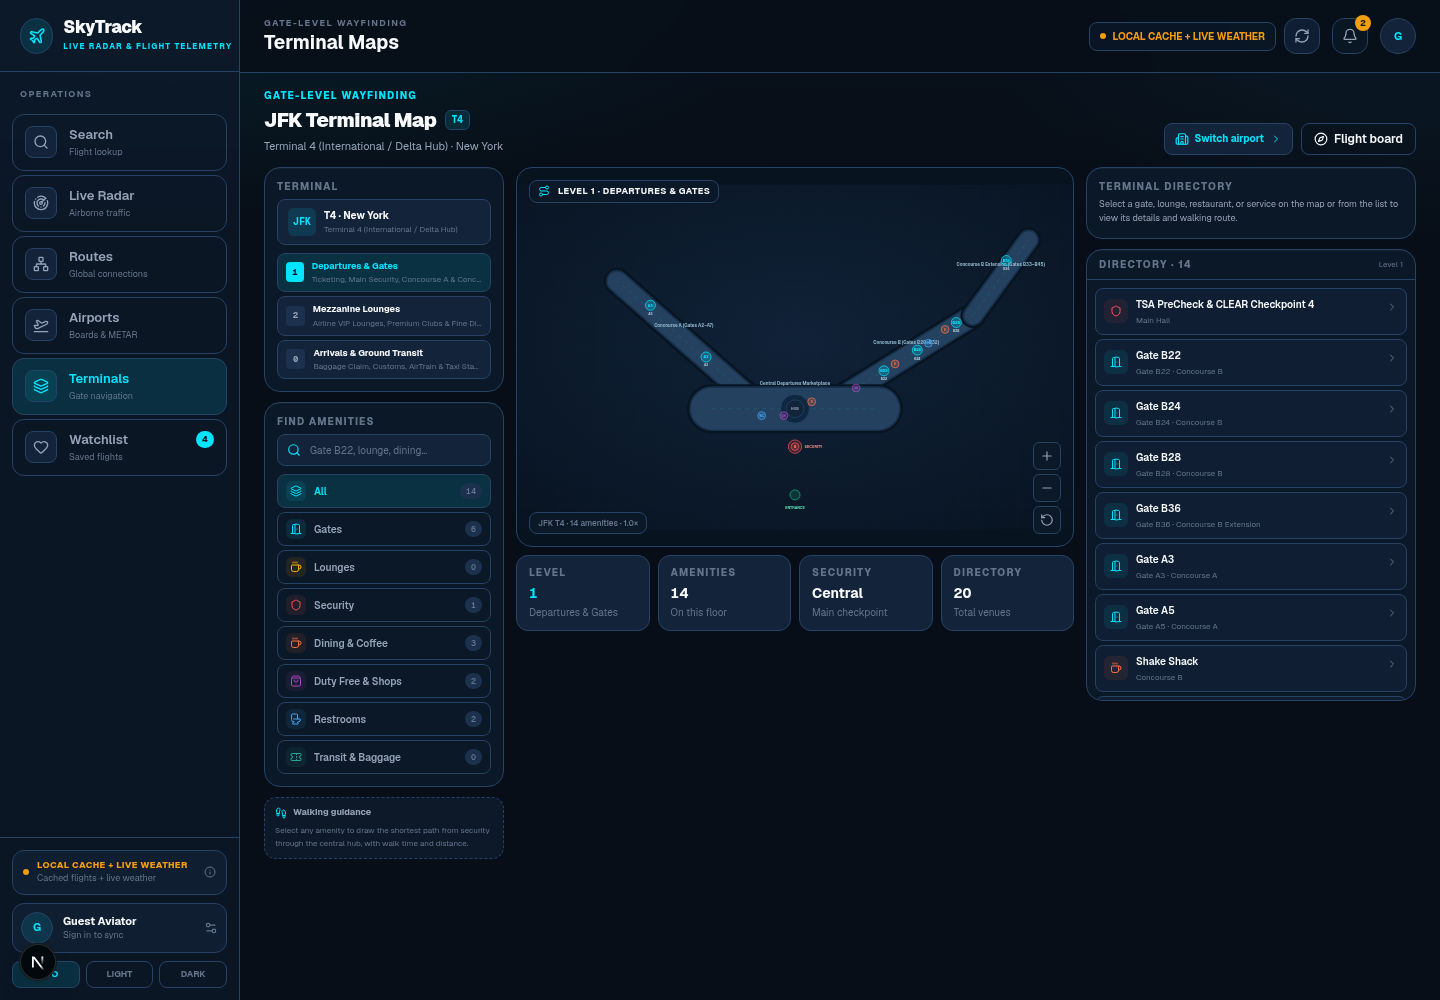 SkyTrack
LIVE RADAR & FLIGHT TELEMETRY
OPERATIONS
Search
Flight lookup
Live Radar
Airborne traffic
Routes
Global connections
Airports
Boards & METAR
Terminals
Gate navigation
Watchlist
Saved flights
4
LOCAL CACHE + LIVE WEATHER
Cached flights + live weather
G
Guest Aviator
Sign in to sync
N
LIGHT
DARK
GATE-LEVEL WAYFINDING
Terminal Maps
LOCAL CACHE + LIVE WEATHER
2
G
GATE-LEVEL WAYFINDING
JFK Terminal Map
T4
Terminal 4 (International / Delta Hub) · New York
Switch airport
Flight board
TERMINAL
JFK
T4 · New York
Terminal 4 (International / Delta Hub)
1
Departures & Gates
Ticketing, Main Security, Concourse A & Conc...
2
Mezzanine Lounges
Airline VIP Lounges, Premium Clubs & Fine Di...
0
Arrivals & Ground Transit
Baggage Claim, Customs, AirTrain & Taxi Sta...
FIND AMENITIES
Gate B22, lounge, dining...
All
14
Gates
6
Lounges
0
Security
1
Dining & Coffee
3
Duty Free & Shops
2
Restrooms
2
Transit & Baggage
0
Walking guidance
Select any amenity to draw the shortest path from security
through the central hub, with walk time and distance.
LEVEL 1 · DEPARTURES & GATES
Concourse A (Gates A2–A7)
Central Departures Marketplace
HUB
SECURITY
ENTRANCE
JFK T4 · 14 amenities · 1.0×
LEVEL
1
Departures & Gates
AMENITIES
14
On this floor
SECURITY
Central
Main checkpoint
DIRECTORY
20
Total venues
TERMINAL DIRECTORY
Select a gate, lounge, restaurant, or service on the map or from the list to
view its details and walking route.
DIRECTORY · 14
Level 1
TSA PreCheck & CLEAR Checkpoint 4
Main Hall
Gate B22
Gate B22 · Concourse B
Gate B24
Gate B24 · Concourse B
Gate B28
Gate B28 · Concourse B
Gate B36
Gate B36 · Concourse B Extension
Gate A3
Gate A3 · Concourse A
Gate A5
Gate A5 · Concourse A
Shake Shack
Concourse B